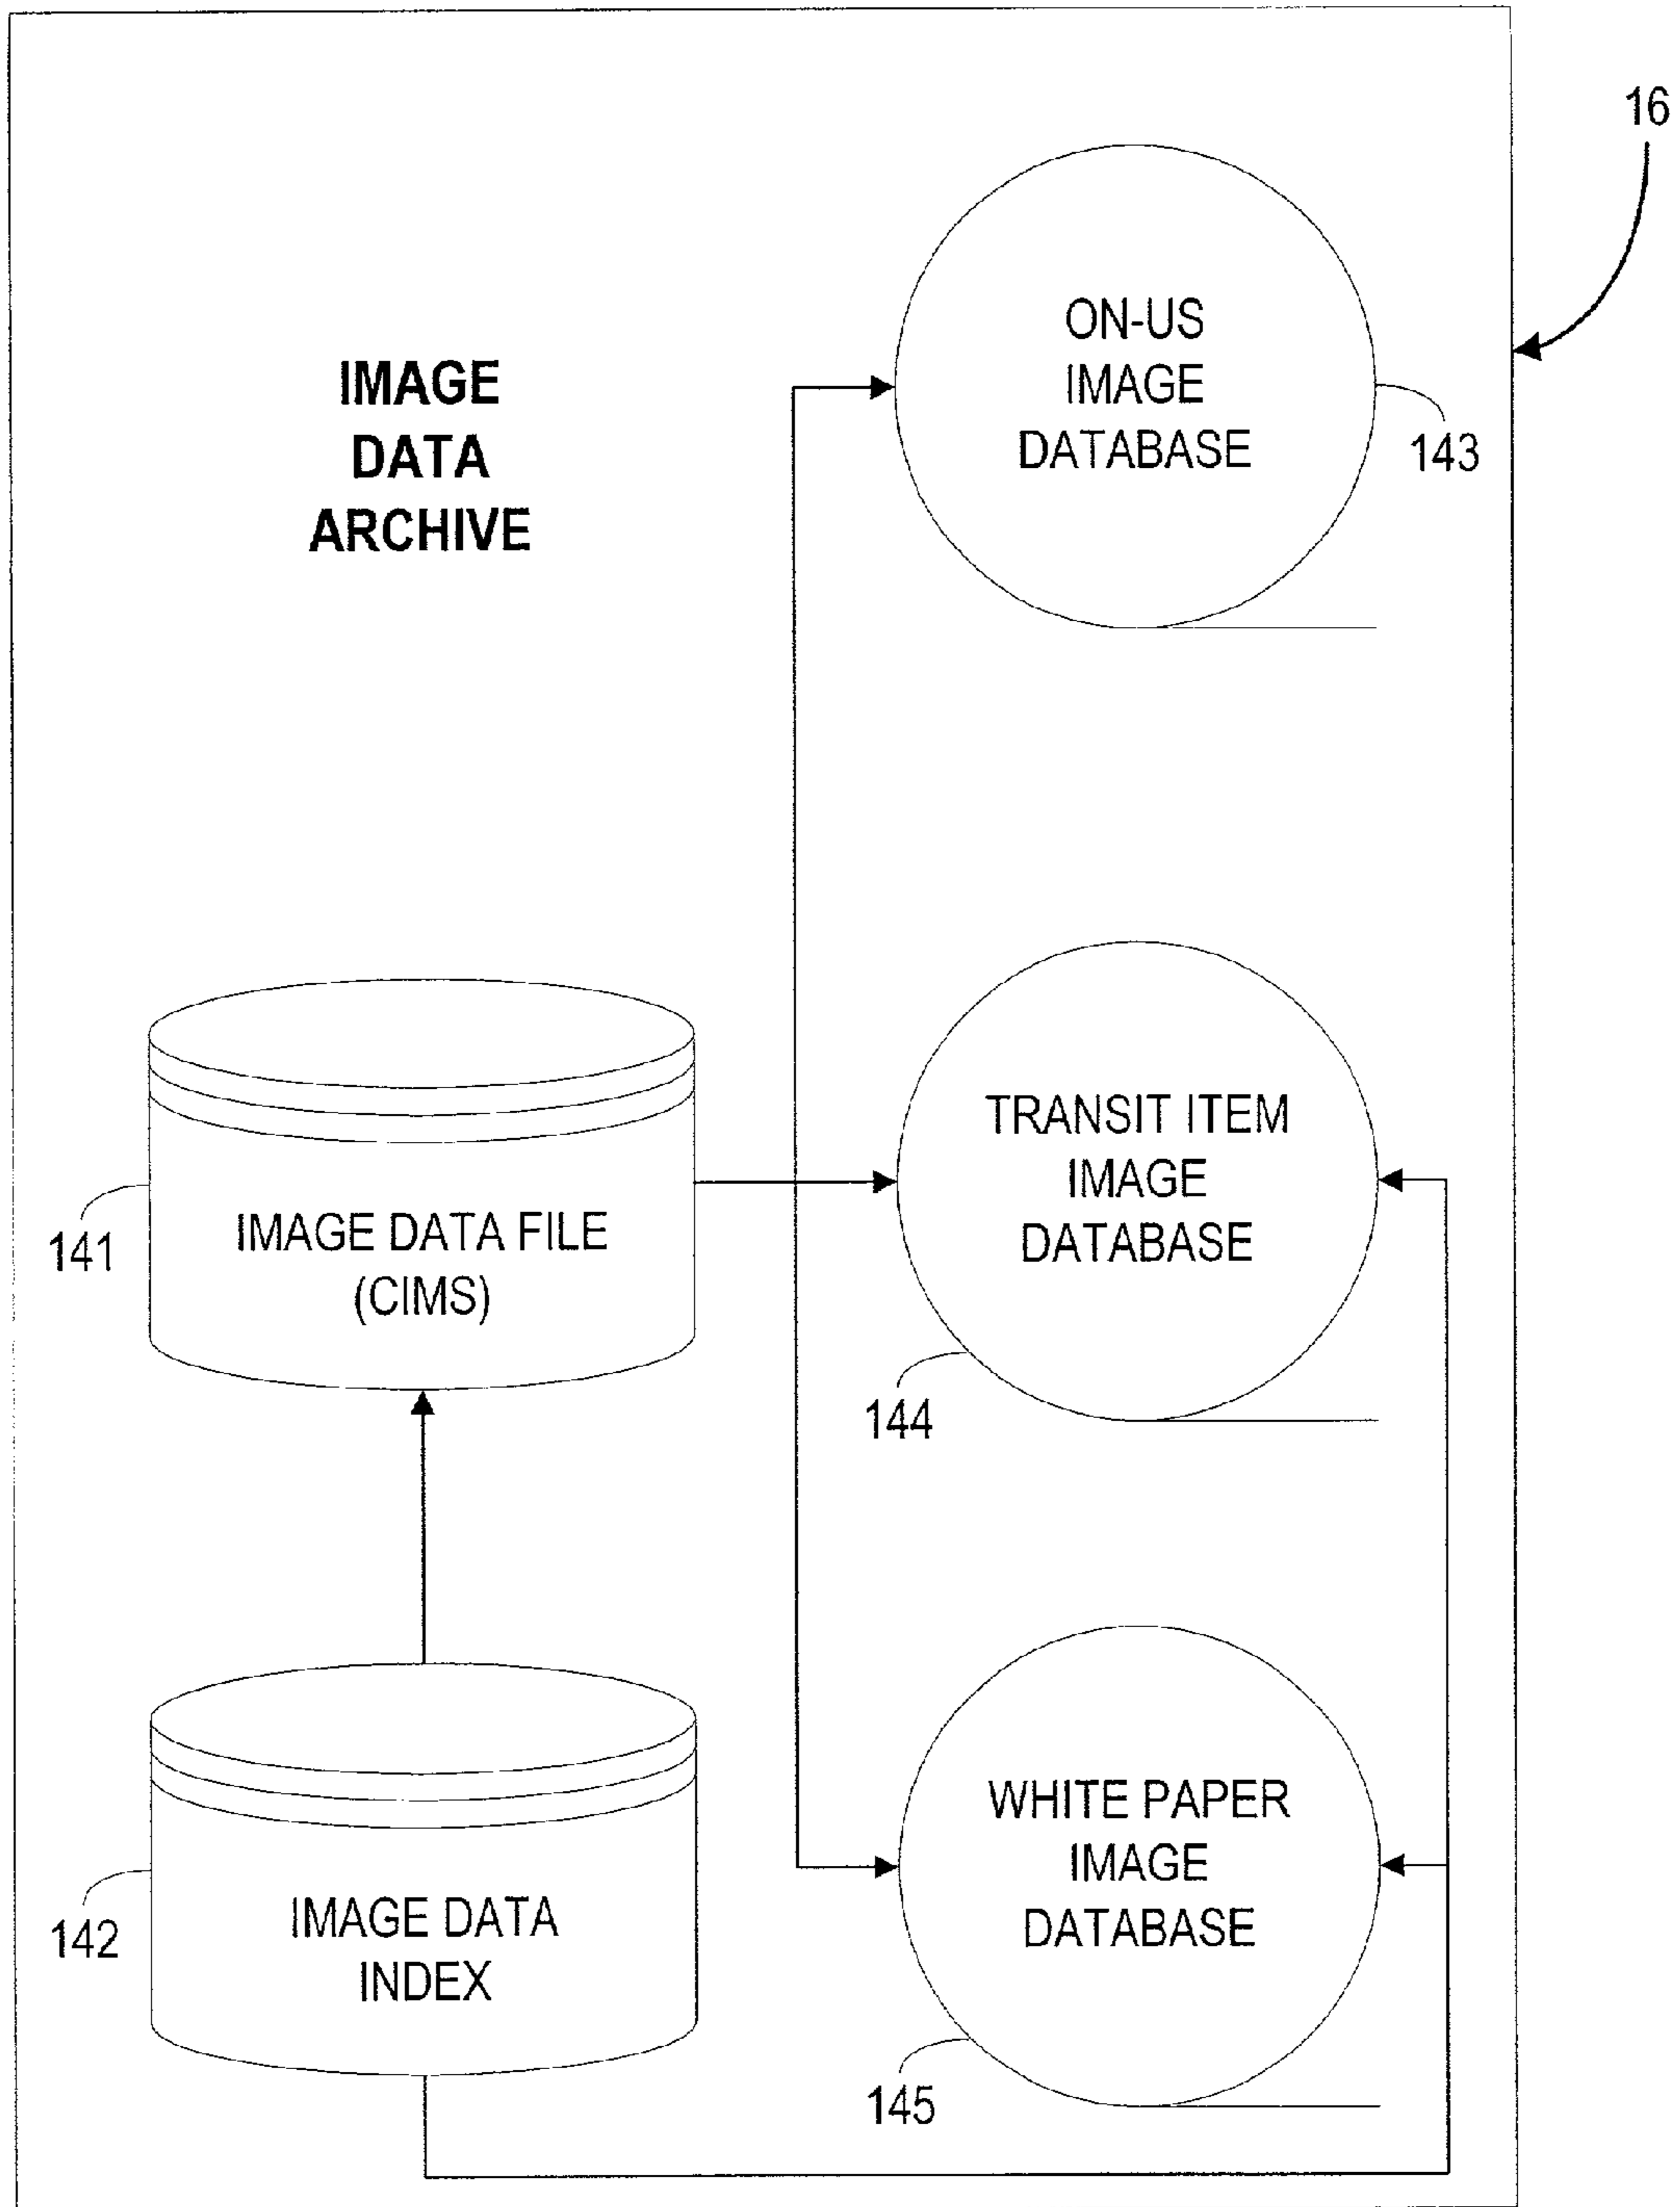 16
IMAGE
DATA
ARCHIVE
ON-US
IMAGE
DATABASE
143
141
IMAGE DATA FILE
(CIMS)
TRANSIT ITEM
IMAGE
DATABASE
144
142
IMAGE DATA
INDEX
WHITE PAPER
IMAGE
DATABASE
145